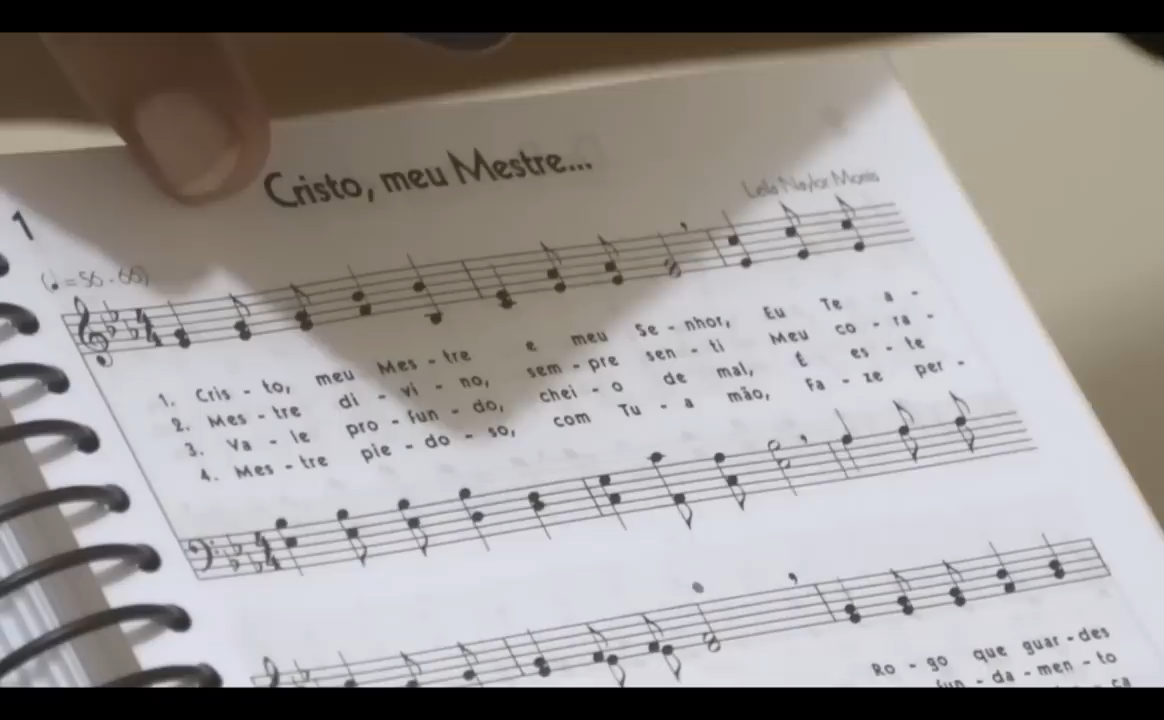 Cristo, meu Mestre...
1
Lela Naylor Morris
(♩=56-66)
1. Cris - to, meu Mes - tre e meu Se - nhor, Eu Te a -
2. Mes - tre di - vi - no, sem - pre sen - ti Meu co - ra -
3. Va - le pro - fun - do, chei - o de mal, É es - te
4. Mes - tre pie - do - so, com Tu - a mão, Fa - ze per -
Ro - go que guar - des
fun - da - men - to